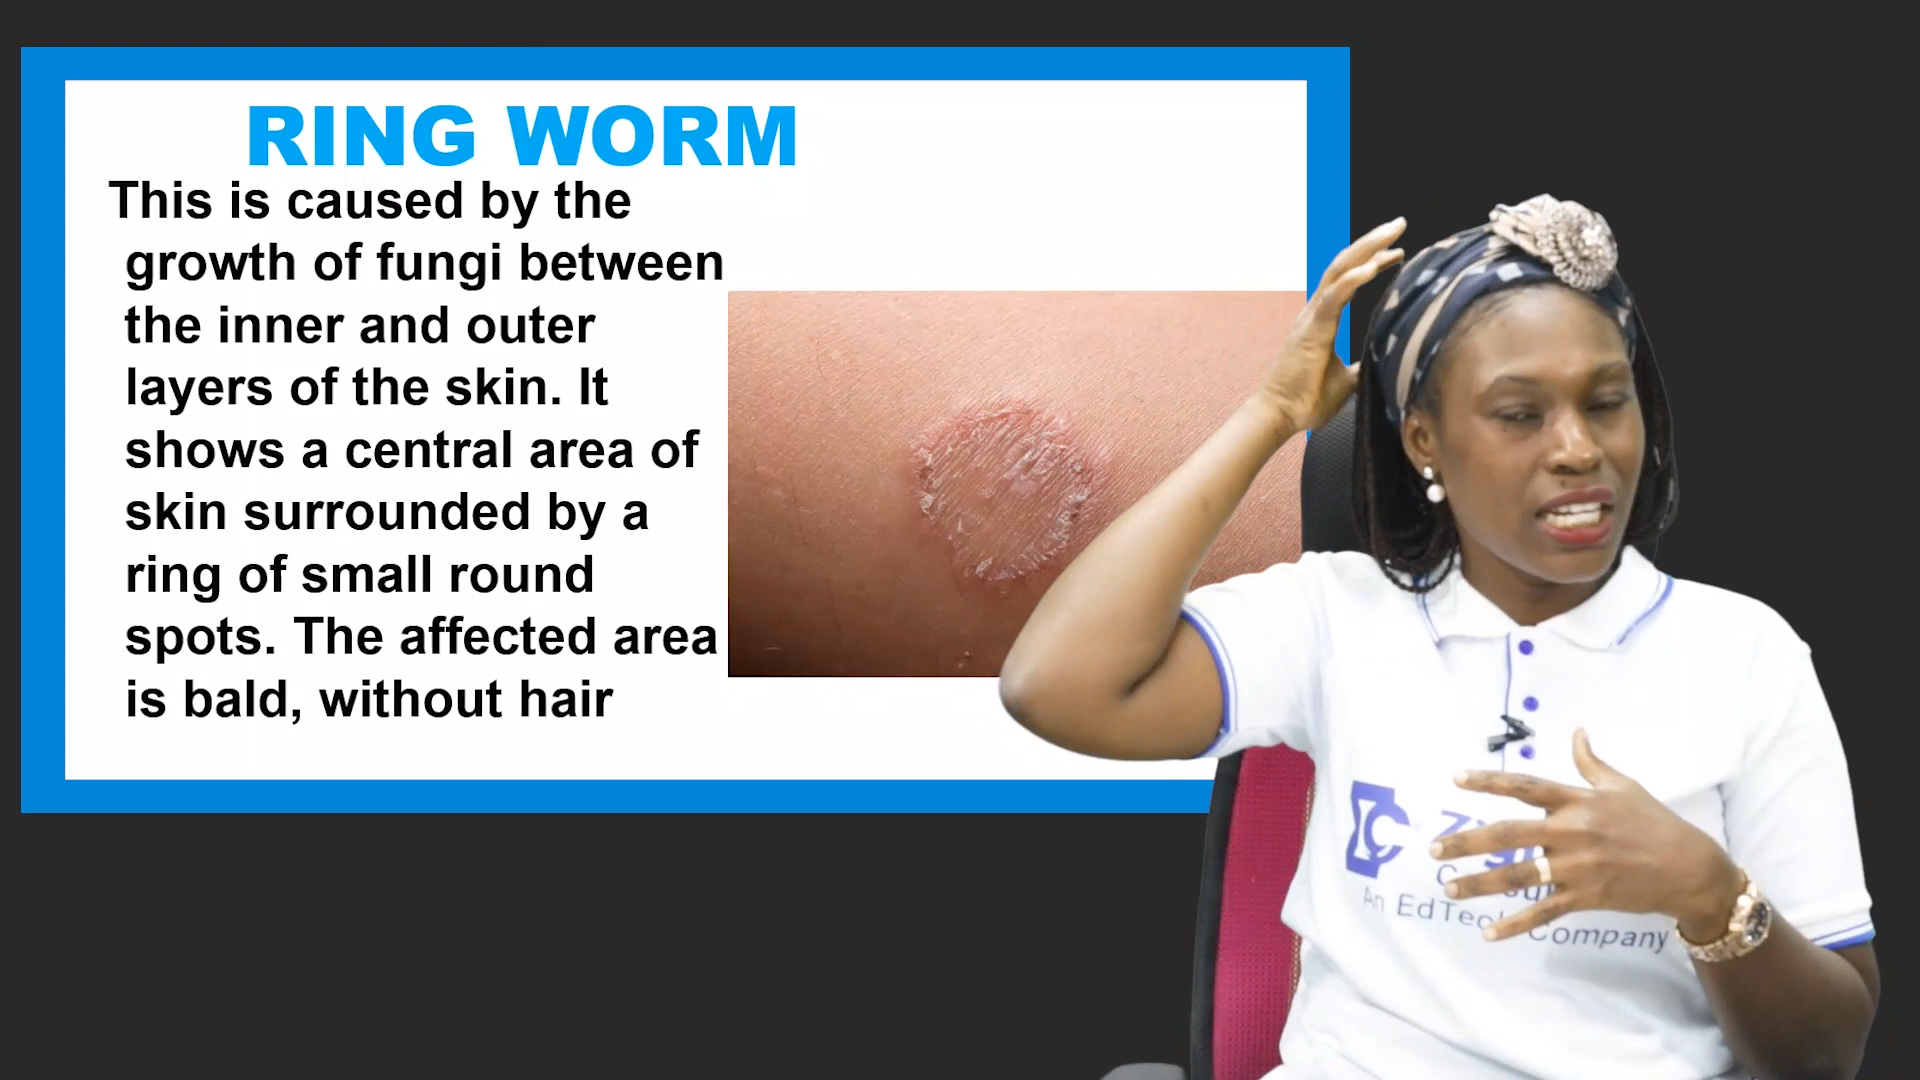 RING WORM
This is caused by the
growth of fungi between
the inner and outer
layers of the skin. It
shows a central area of
skin surrounded by a
ring of small round
spots. The affected area
is bald, without hair
An EdTech Company